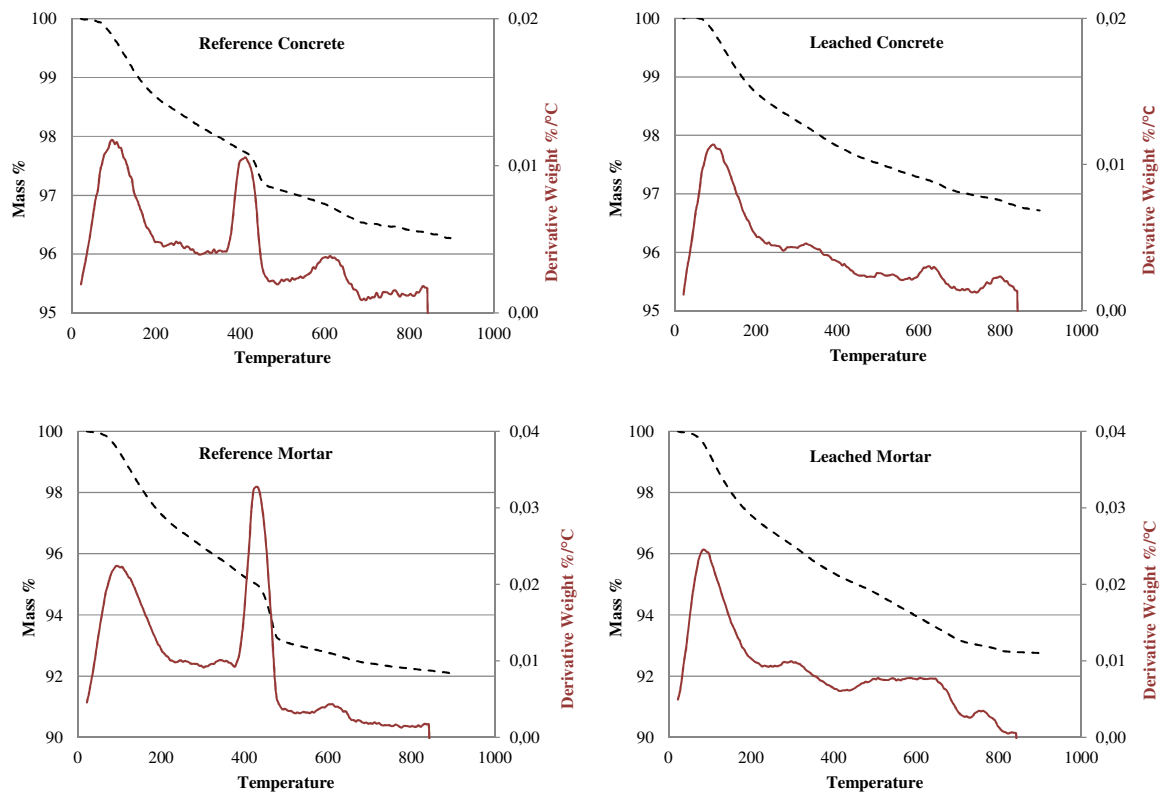 Reference Concrete
Mass %
100
99
98
97
96
95
0,02
0,01
0,00
Derivative Weight %/°C
0 200 400 600 800 1000
Temperature
Leached Concrete
Mass %
100
99
98
97
96
95
0,02
0,01
0,00
Deivative Weight %/°C
0 200 400 600 800 1000
Temperature
Reference Mortar
Mass %
100
98
96
94
92
90
0,04
0,03
0,02
0,01
0,00
Derivative Weight %/°C
0 200 400 600 800 1000
Temperature
Leached Mortar
Mass %
100
98
96
94
92
90
0,04
0,03
0,02
0,01
0,00
Derivative Weight %/°C
0 200 400 600 800 1000
Temperature